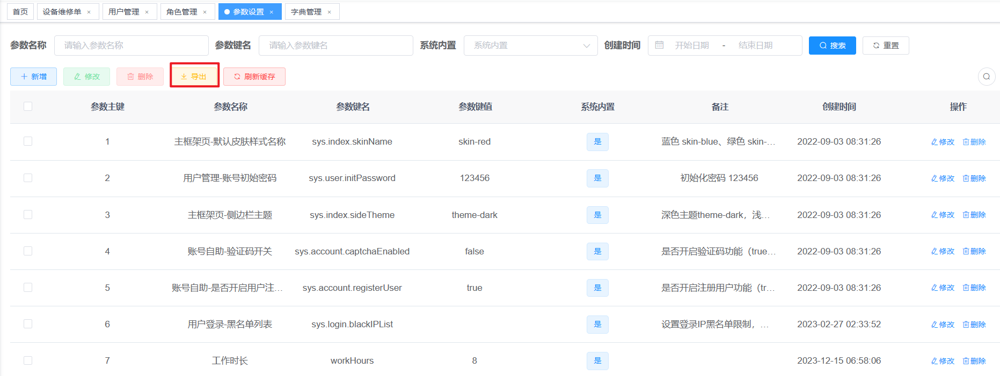 首页 设备维修单 × 用户管理 × 角色管理 × 参数设置 × 字典管理 ×
参数名称 请输入参数名称 参数键名 请输入参数键名 系统内置 系统内置 创建时间 开始日期 - 结束日期 搜索 重置
新增 修改 删除 导出 刷新缓存
参数主键 参数名称 参数键名 参数键值 系统内置 备注 创建时间 操作
1 主框架页-默认皮肤样式名称 sys.index.skinName skin-red 是 蓝色 skin-blue、绿色 skin-... 2022-09-03 08:31:26 修改 删除
2 用户管理-账号初始密码 sys.user.initPassword 123456 是 初始化密码 123456 2022-09-03 08:31:26 修改 删除
3 主框架页-侧边栏主题 sys.index.sideTheme theme-dark 是 深色主题theme-dark，浅... 2022-09-03 08:31:26 修改 删除
4 账号自助-验证码开关 sys.account.captchaEnabled false 是 是否开启验证码功能（true... 2022-09-03 08:31:26 修改 删除
5 账号自助-是否开启用户注... sys.account.registerUser true 是 是否开启注册用户功能（tr... 2022-09-03 08:31:26 修改 删除
6 用户登录-黑名单列表 sys.login.blackIPList 是 设置登录IP黑名单限制，... 2023-02-27 02:33:52 修改 删除
7 工作时长 workHours 8 是 2023-12-15 06:58:06 修改 删除